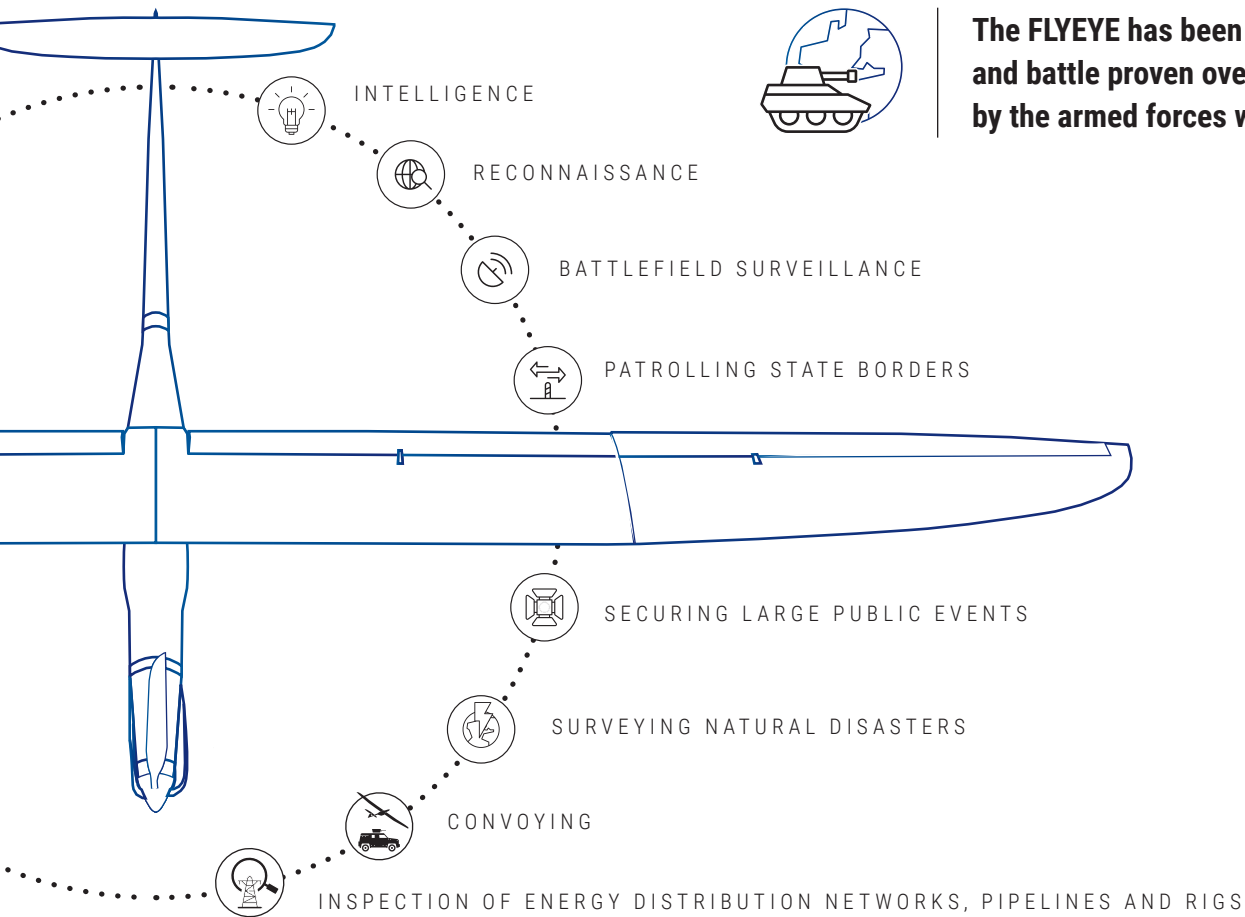 The FLYEYE has been
and battle proven ove
by the armed forces w
INTELLIGENCE
RECONNAISSANCE
BATTLEFIELD SURVEILLANCE
PATROLLING STATE BORDERS
SECURING LARGE PUBLIC EVENTS
SURVEYING NATURAL DISASTERS
CONVOYING
INSPECTION OF ENERGY DISTRIBUTION NETWORKS, PIPELINES AND RIGS